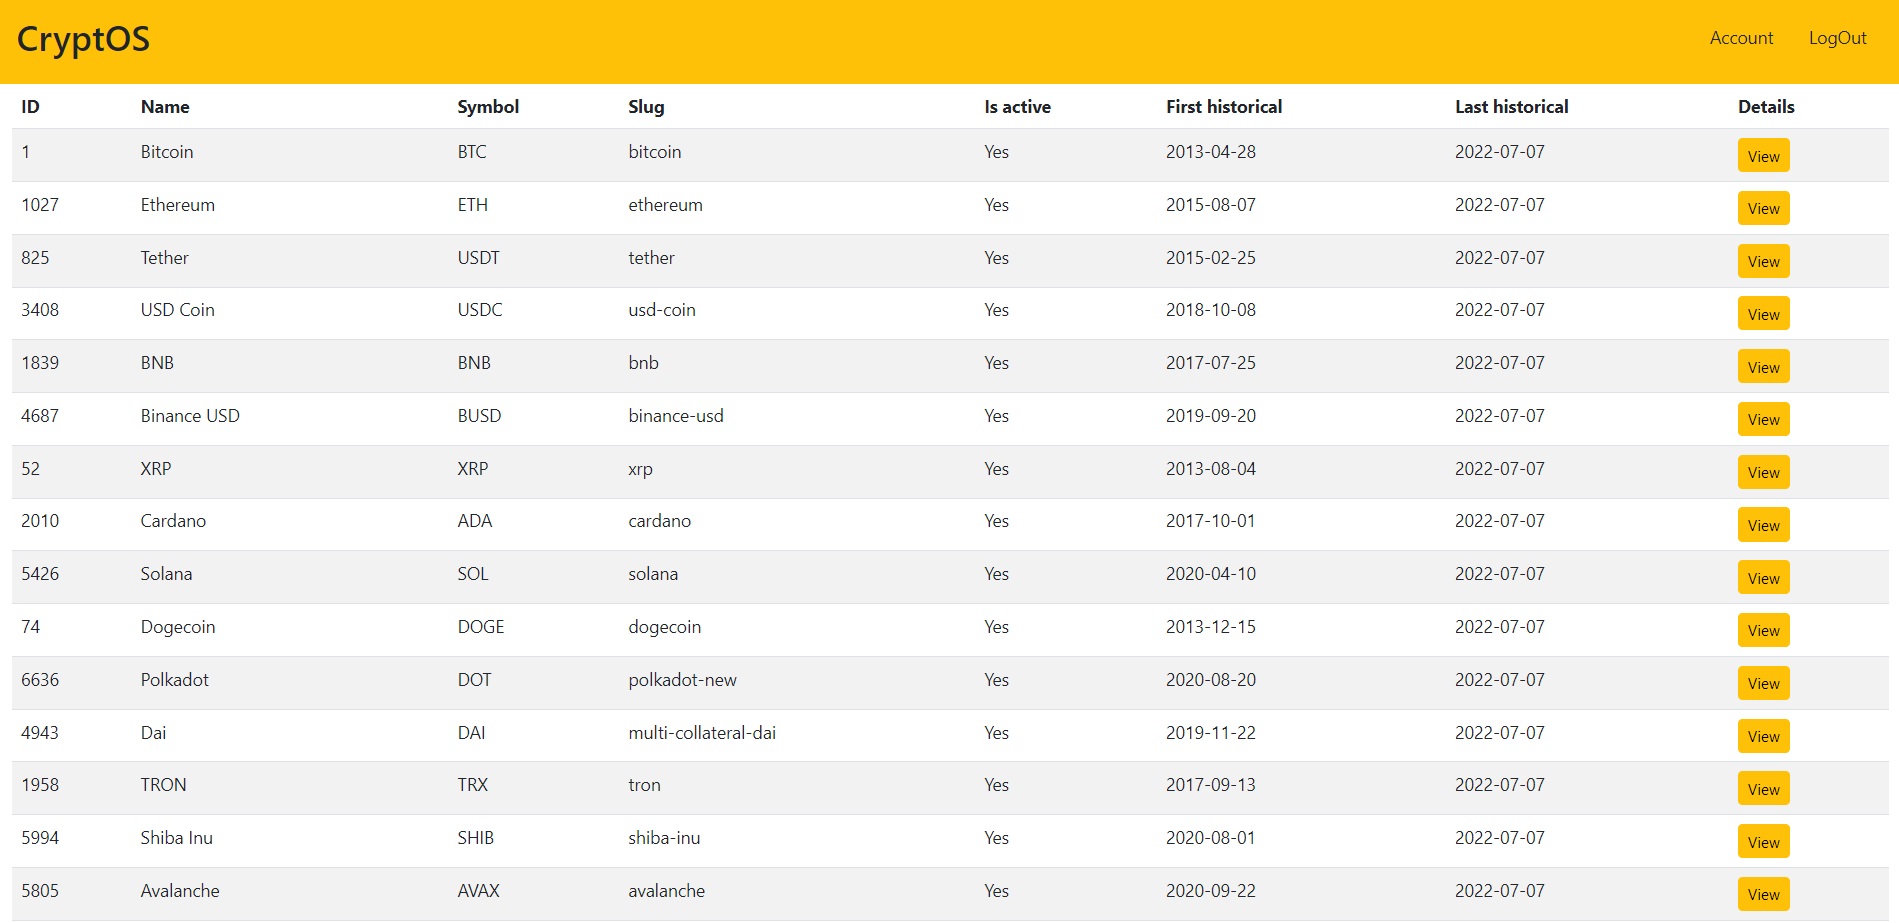 CryptOS Account LogOut
ID Name Symbol Slug Is active First historical Last historical Details
1 Bitcoin BTC bitcoin Yes 2013-04-28 2022-07-07 View
1027 Ethereum ETH ethereum Yes 2015-08-07 2022-07-07 View
825 Tether USDT tether Yes 2015-02-25 2022-07-07 View
3408 USD Coin USDC usd-coin Yes 2018-10-08 2022-07-07 View
1839 BNB BNB bnb Yes 2017-07-25 2022-07-07 View
4687 Binance USD BUSD binance-usd Yes 2019-09-20 2022-07-07 View
52 XRP XRP xrp Yes 2013-08-04 2022-07-07 View
2010 Cardano ADA cardano Yes 2017-10-01 2022-07-07 View
5426 Solana SOL solana Yes 2020-04-10 2022-07-07 View
74 Dogecoin DOGE dogecoin Yes 2013-12-15 2022-07-07 View
6636 Polkadot DOT polkadot-new Yes 2020-08-20 2022-07-07 View
4943 Dai DAI multi-collateral-dai Yes 2019-11-22 2022-07-07 View
1958 TRON TRX tron Yes 2017-09-13 2022-07-07 View
5994 Shiba Inu SHIB shiba-inu Yes 2020-08-01 2022-07-07 View
5805 Avalanche AVAX avalanche Yes 2020-09-22 2022-07-07 View